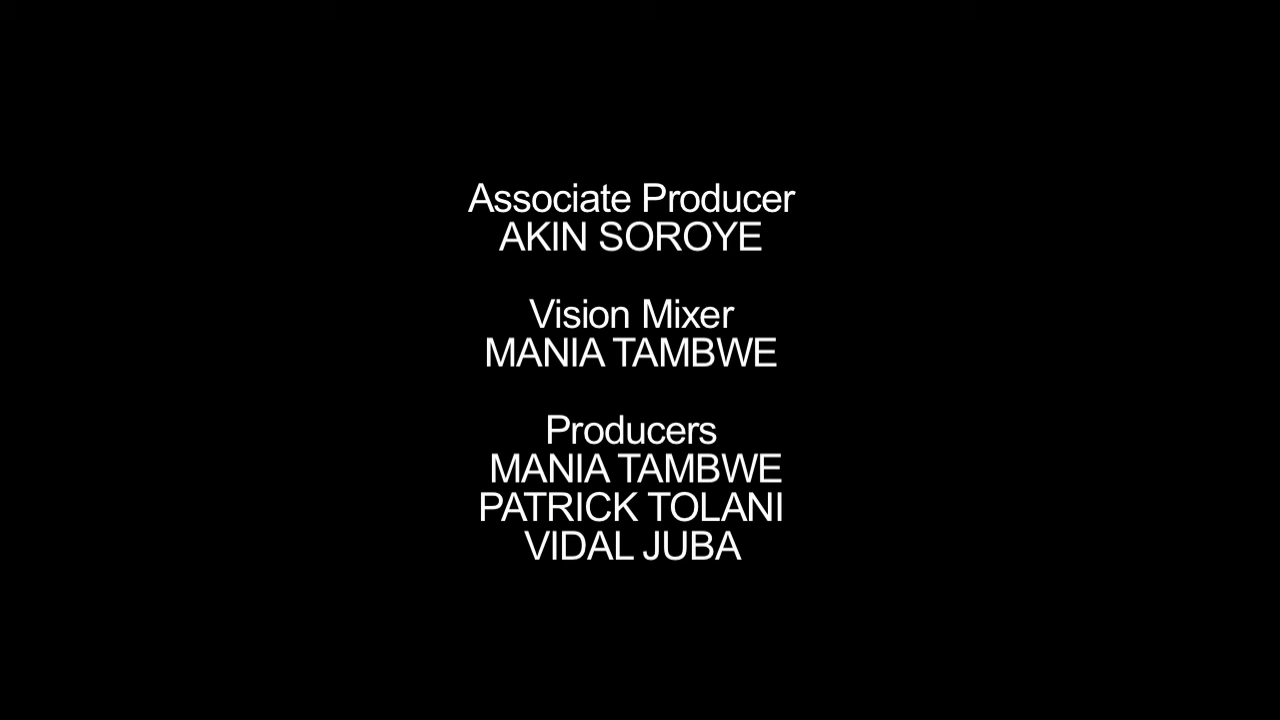 Associate Producer
AKIN SOROYE
Vision Mixer
MANIA TAMBWE
Producers
MANIA TAMBWE
PATRICK TOLANI
VIDAL JUBA